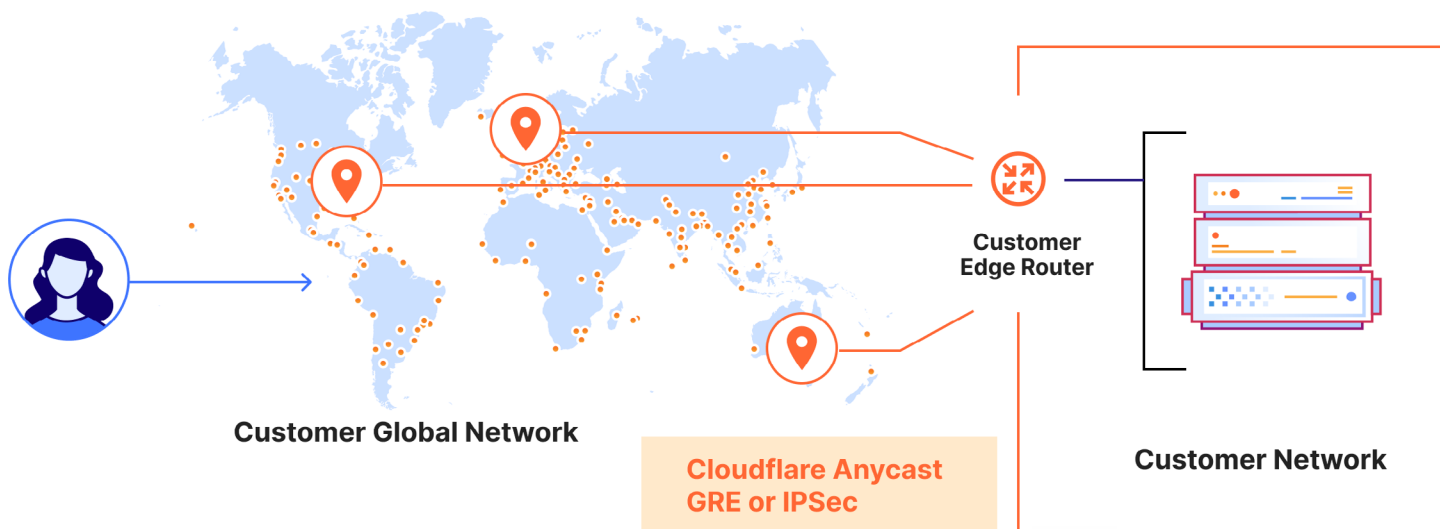 Customer
Edge Router
Customer Global Network
Customer Network
Cloudflare Anycast
GRE or IPSec